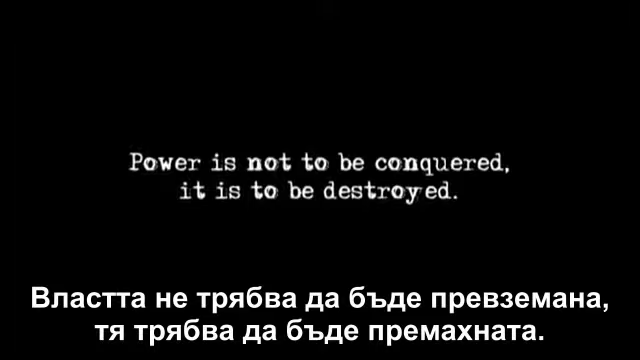 Power is not to be conquered,
it is to be destroyed.
Властта не трябва да бъде превземана,
тя трябва да бъде премахната.